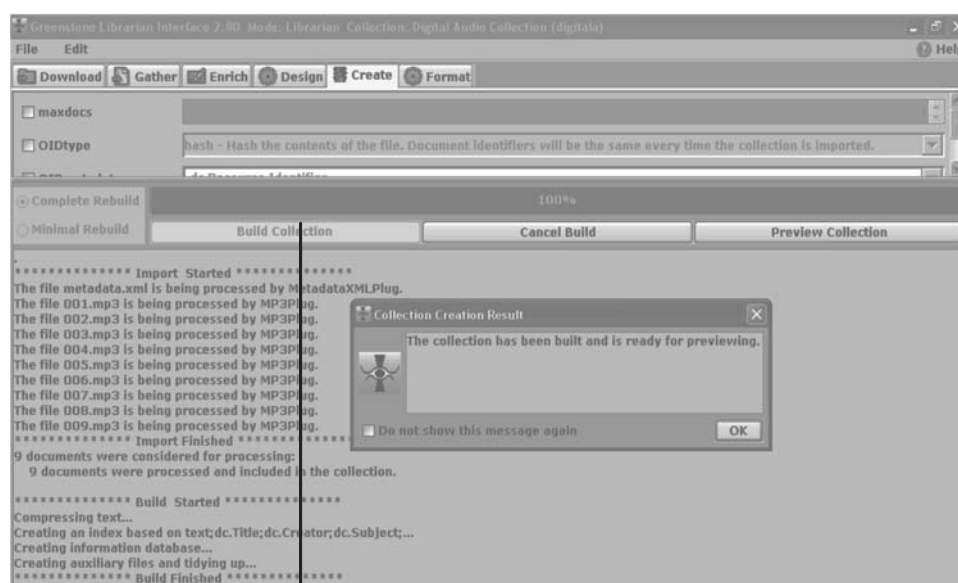 Greenstone Librarian Interface 2.80 Mode: Librarian Collection: Digital Audio Collection (digitala)
File Edit Hel
Download Gather Enrich Design Create Format
maxdocs
OIDtype hash - Hash the contents of the file. Document identifiers will be the same every time the collection is imported.
dc.Resource Identifier
Complete Rebuild 100%
Minimal Rebuild Build Collection Cancel Build Preview Collection
.
************** Import Started **************
The file metadata.xml is being processed by MetadataXMLPlug.
The file 001.mp3 is being processed by MP3Plug.
The file 002.mp3 is being processed by MP3Plug.
The file 003.mp3 is being processed by MP3Plug.
The file 004.mp3 is being processed by MP3Plug.
The file 005.mp3 is being processed by MP3Plug.
The file 006.mp3 is being processed by MP3Plug.
The file 007.mp3 is being processed by MP3Plug.
The file 008.mp3 is being processed by MP3Plug.
The file 009.mp3 is being processed by MP3Plug.
************** Import Finished **************
9 documents were considered for processing:
9 documents were processed and included in the collection.
************** Build Started **************
Compressing text...
Creating an index based on text;dc.Title;dc.Creator;dc.Subject;...
Creating information database...
Creating auxiliary files and tidying up...
************** Build Finished **************
Collection Creation Result
The collection has been built and is ready for previewing.
Do not show this message again OK